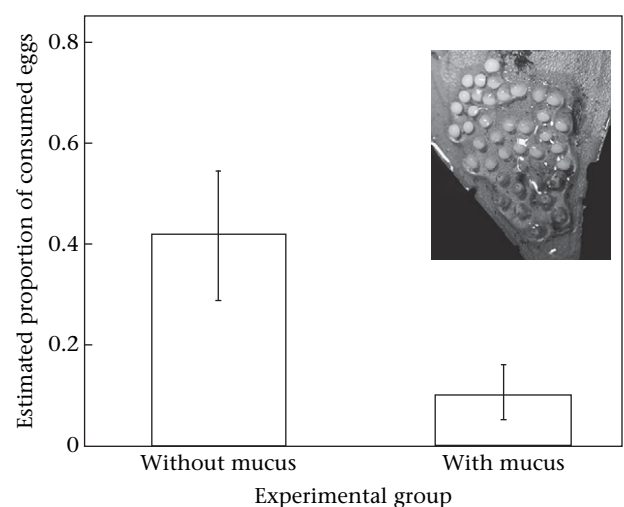 Estimated proportion of consumed eggs
0.8
0.6
0.4
0.2
0
Without mucus
With mucus
Experimental group